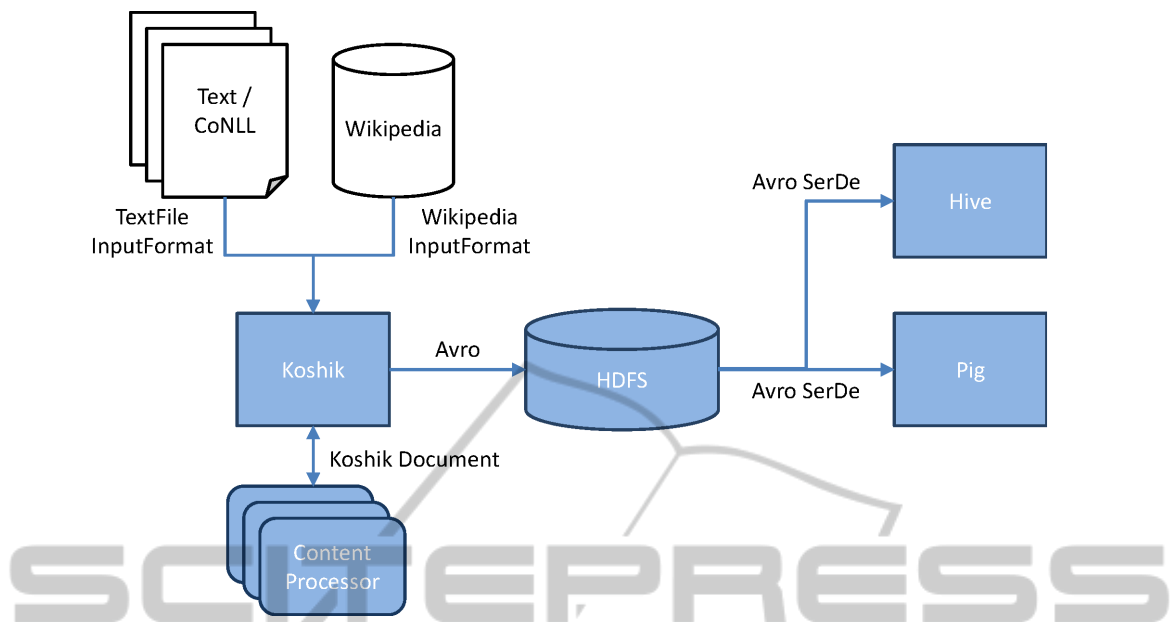 Text /
CoNLL
Wikipedia
TextFile
InputFormat
Wikipedia
InputFormat
Avro SerDe
Hive
Koshik
Avro
HDFS
Avro SerDe
Pig
Koshik Document
Content
Processor
SCITEPRESS